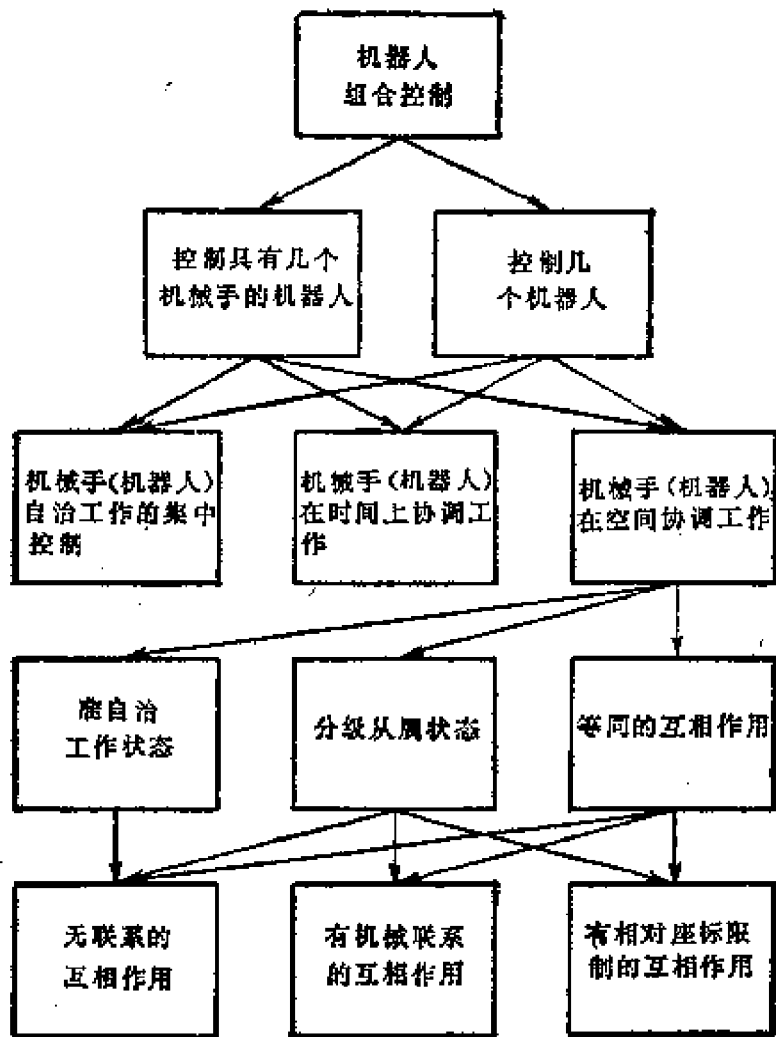 机器人
组合控制
控制具有几个
机械手的机器人
控制几
个机器人
机械手(机器人)
自治工作的集中
控制
机械手(机器人)
在时间上协调工
作
机械手(机器人)
在空间协调工作
准自治
工作状态
分级从属状态
等同的互相作用
无联系的
互相作用
有机械联系
的互相作用
有相对座标限
制的互相作用